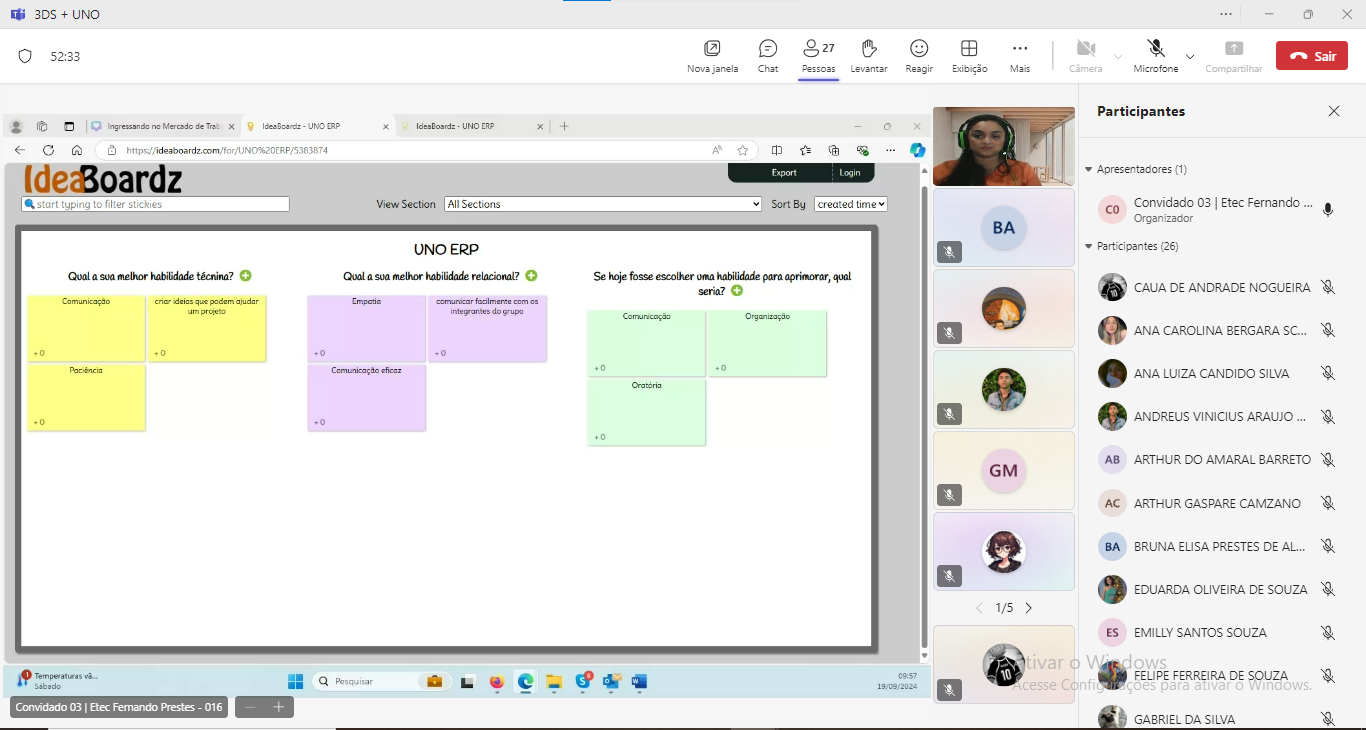 3DS + UNO
52:33
Nova janela
Chat
27
Pessoas
Levantar
Reagir
Exibição
Mais
Câmera
Microfone
Compartilhar
Sair
Ingressando no Mercado de Trab
IdeaBoardz - UNO ERP
IdeaBoardz - UNO ERP
https://ideaboardz.com/for/UNO%20ERP/5383874
IdeaBoardz
Export
Login
start typing to filter stickies
View Section
All Sections
Sort By
created time
UNO ERP
Qual a sua melhor habilidade técnina?
Comunicação
+0
criar ideias que podem ajudar
um projeto
+0
Paciência
+0
Qual a sua melhor habilidade relacional?
Empatia
+0
comunicar facilmente com os
integrantes do grupo
+0
Comunicação eficaz
+0
Se hoje fosse escolher uma habilidade para aprimorar, qual
seria?
Comunicação
+0
Organização
+0
Oratória
+0
1
Temperaturas vã...
Sábado
Pesquisar
8
09:57
19/09/2024
Convidado 03 | Etec Fernando Prestes - 016
BA
GM
1/5
10
Participantes
Apresentadores (1)
C0
Convidado 03 | Etec Fernando ...
Organizador
Participantes (26)
CAUA DE ANDRADE NOGUEIRA
ANA CAROLINA BERGARA SC...
ANA LUIZA CANDIDO SILVA
ANDREUS VINICIUS ARAUJO ...
AB
ARTHUR DO AMARAL BARRETO
AC
ARTHUR GASPARE CAMZANO
BA
BRUNA ELISA PRESTES DE AL...
EDUARDA OLIVEIRA DE SOUZA
ES
EMILLY SANTOS SOUZA
FELIPE FERREIRA DE SOUZA
GABRIEL DA SILVA
Ativar o Windows
Acesse Configurações para ativar o Windows.